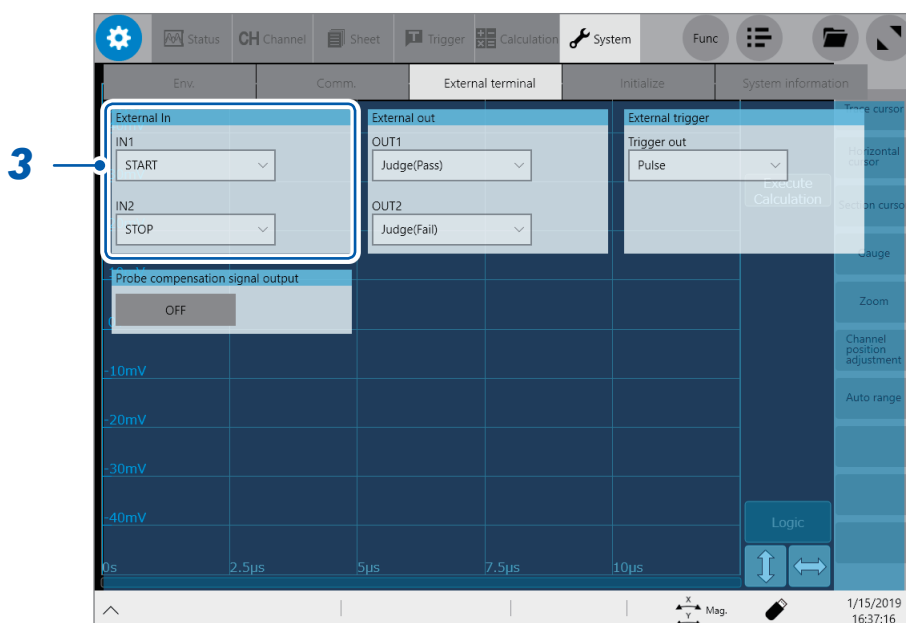 Status
CH Channel
Sheet
Trigger
Calculation
System
Func
Env.
Comm.
External terminal
Initialize
System information
External In
IN1
START
IN2
STOP
External out
OUT1
Judge(Pass)
OUT2
Judge(Fail)
External trigger
Trigger out
Pulse
3
Probe compensation signal output
OFF
Execute
Calculation
Trace cursor
Horizontal
cursor
Section curso
Gauge
Zoom
Channel
position
adjustment
Auto range
-10mV
-20mV
-30mV
-40mV
0s
2.5µs
5µs
7.5µs
10µs
Logic
X
Y
Mag.
1/15/2019
16:37:16